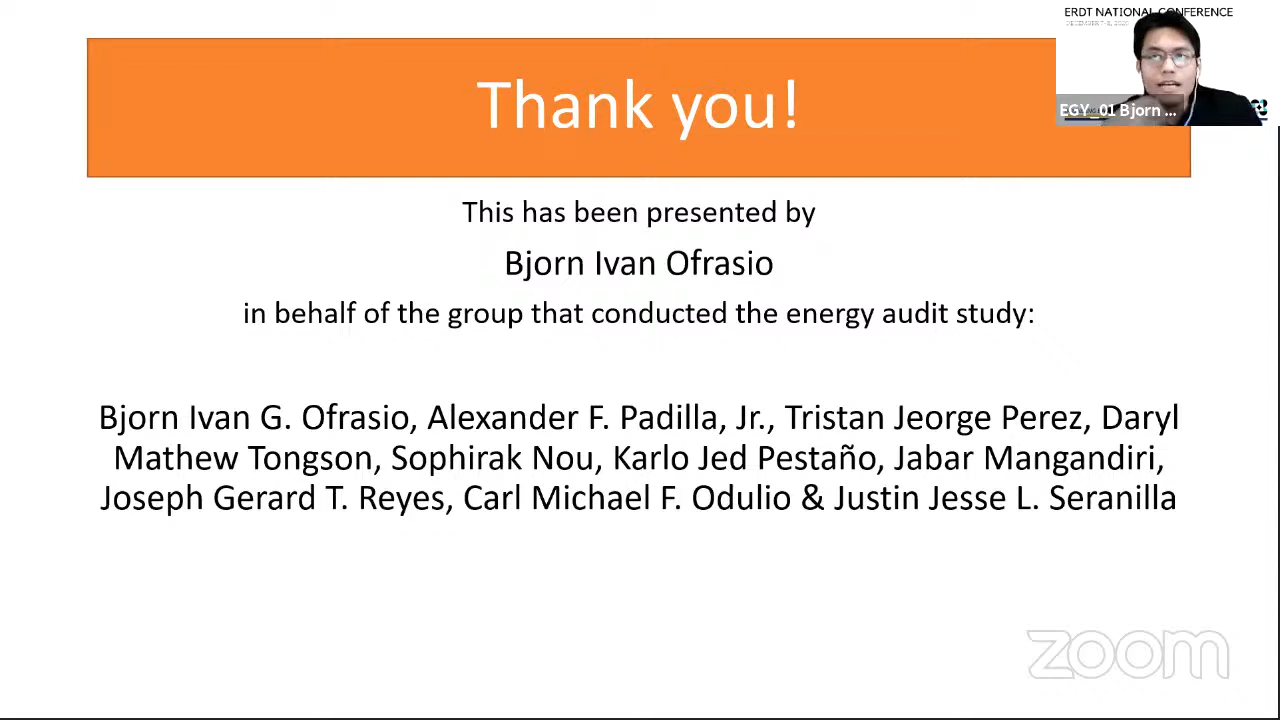 ERDT NATIONAL CONFERENCE
Thank you!
EGY_01 Bjorn ...
This has been presented by
Bjorn Ivan Ofrasio
in behalf of the group that conducted the energy audit study:
Bjorn Ivan G. Ofrasio, Alexander F. Padilla, Jr., Tristan Jeorge Perez, Daryl
Mathew Tongson, Sophirak Nou, Karlo Jed Pestaño, Jabar Mangandiri,
Joseph Gerard T. Reyes, Carl Michael F. Odulio & Justin Jesse L. Seranilla
zoom